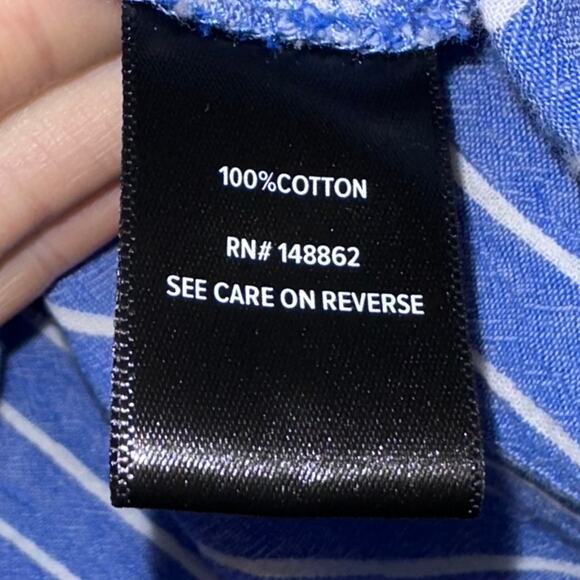 100%COTTON
RN# 148862
SEE CARE ON REVERSE